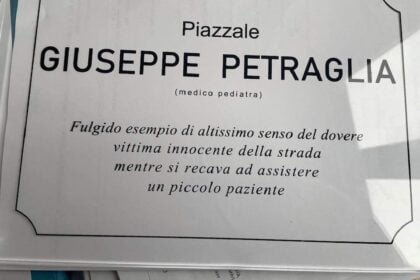 Piazzale
GIUSEPPE PETRAGLIA
(medico pediatra)
Fulgido esempio di altissimo senso del dovere
vittima innocente della strada
mentre si recava ad assistere
un piccolo paziente